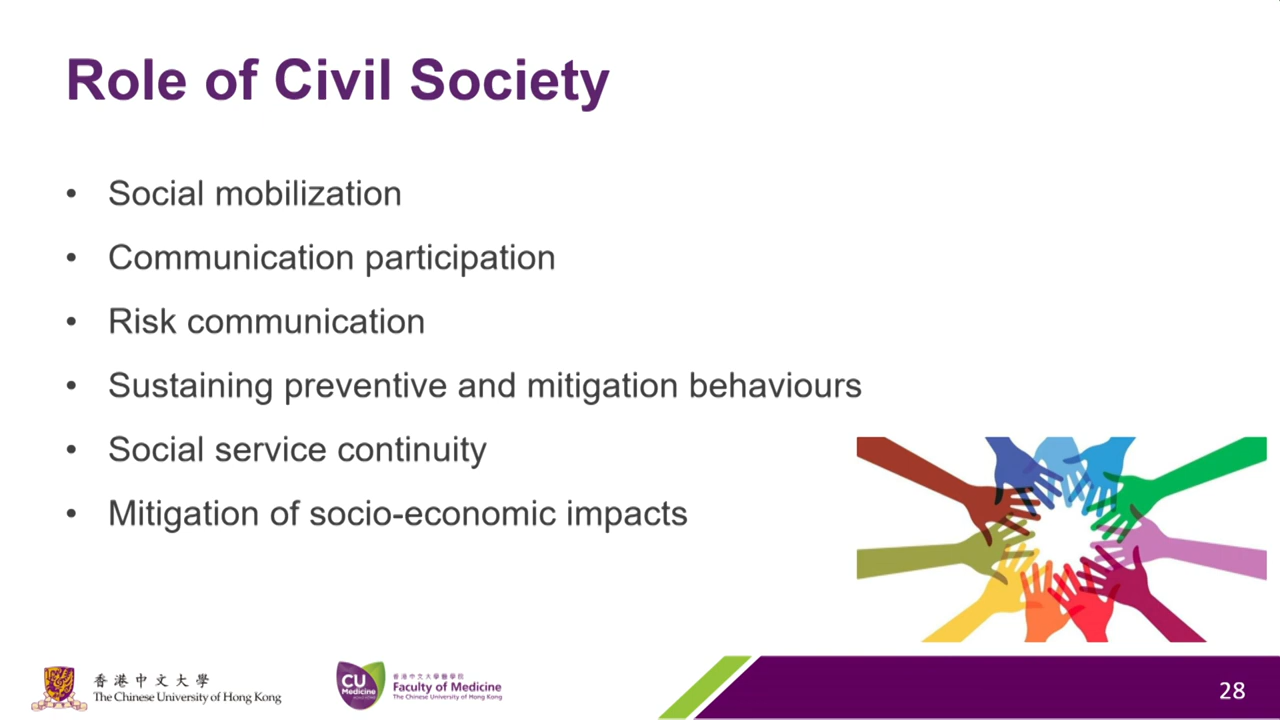 Role of Civil Society
• Social mobilization
• Communication participation
• Risk communication
• Sustaining preventive and mitigation behaviours
• Social service continuity
• Mitigation of socio-economic impacts
香港中文大學
The Chinese University of Hong Kong
CU
Medicine
香港中文大學醫學院
Faculty of Medicine
The Chinese University of Hong Kong
28